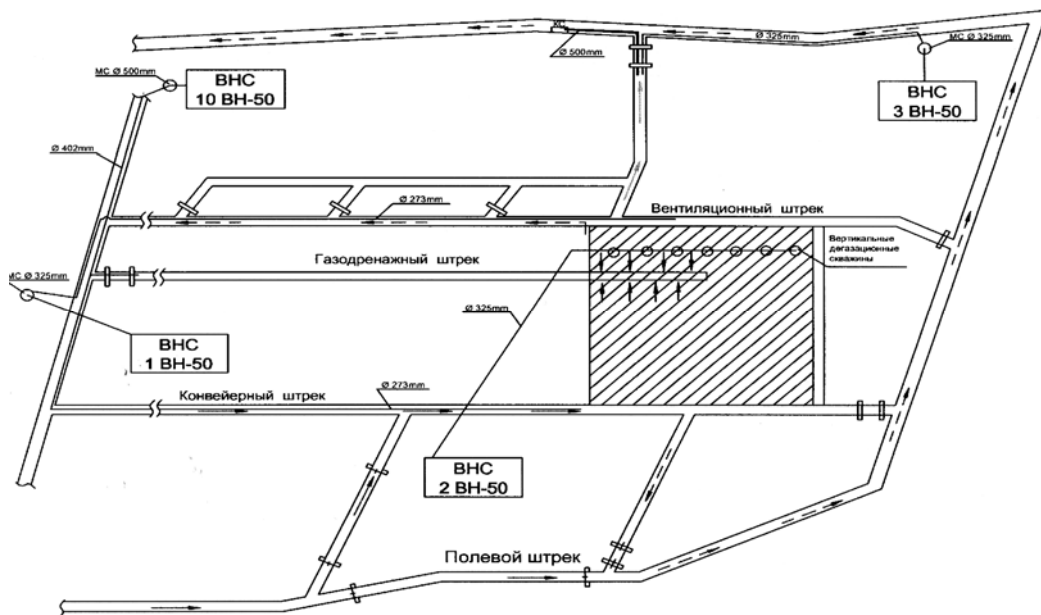 КС
Ø 500mm
Ø 325mm
МС Ø 325mm
МС Ø 500mm
ВНС
10 ВН-50
ВНС
3 ВН-50
Ø 402mm
Ø 273mm
Вентиляционный штрек
Вертикальные
дегазационные
скважины
Газодренажный штрек
МС Ø 325mm
Ø 325mm
ВНС
1 ВН-50
Конвейерный штрек
Ø 273mm
ВНС
2 ВН-50
Полевой штрек